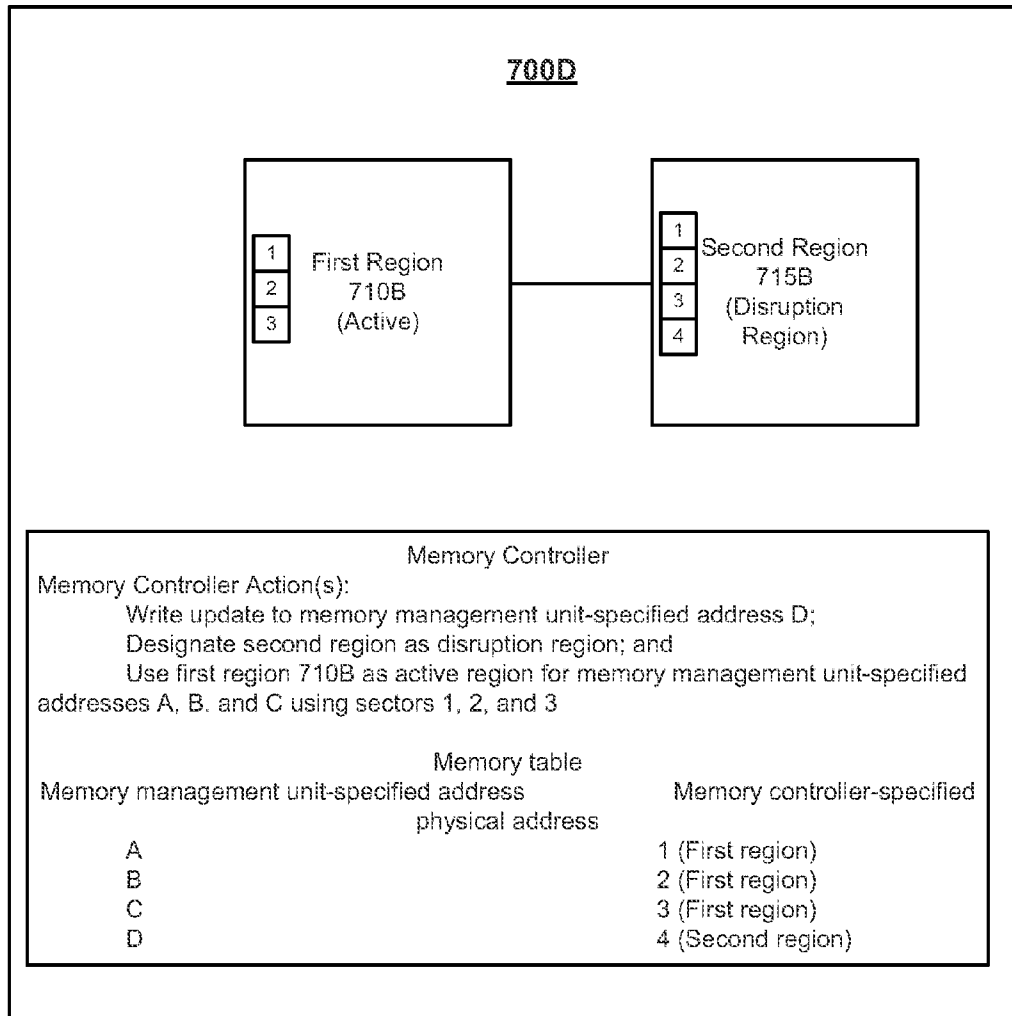 700D
1
2
3
First Region
710B
(Active)
1
2
3
4
Second Region
715B
(Disruption
Region)
Memory Controller
Memory Controller Action(s):
Write update to memory management unit-specified address D;
Designate second region as disruption region; and
Use first region 710B as active region for memory management unit-specified
addresses A, B. and C using sectors 1, 2, and 3
Memory table
Memory management unit-specified address Memory controller-specified
physical address
A 1 (First region)
B 2 (First region)
C 3 (First region)
D 4 (Second region)